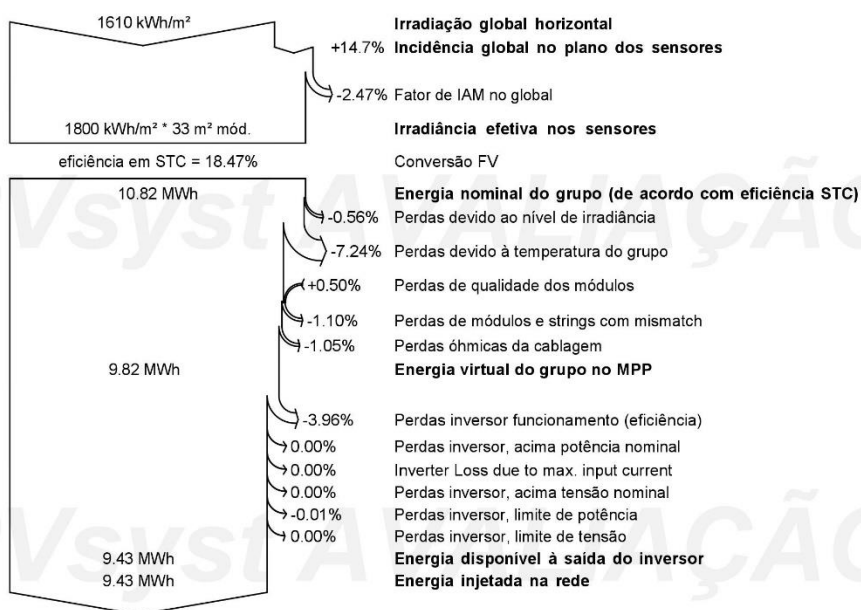 1610 kWh/m² Irradiação global horizontal
+14.7% Incidência global no plano dos sensores
-2.47% Fator de IAM no global
1800 kWh/m² * 33 m² mód. Irradiância efetiva nos sensores
eficiência em STC = 18.47% Conversão FV
10.82 MWh Energia nominal do grupo (de acordo com eficiência STC)
-0.56% Perdas devido ao nível de irradiância
-7.24% Perdas devido à temperatura do grupo
+0.50% Perdas de qualidade dos módulos
-1.10% Perdas de módulos e strings com mismatch
-1.05% Perdas óhmicas da cablagem
9.82 MWh Energia virtual do grupo no MPP
-3.96% Perdas inversor funcionamento (eficiência)
0.00% Perdas inversor, acima potência nominal
0.00% Inverter Loss due to max. input current
0.00% Perdas inversor, acima tensão nominal
-0.01% Perdas inversor, limite de potência
0.00% Perdas inversor, limite de tensão
9.43 MWh Energia disponível à saída do inversor
9.43 MWh Energia injetada na rede
Vsyst AVALIAÇÃO
Vsyst AVALIAÇÃO